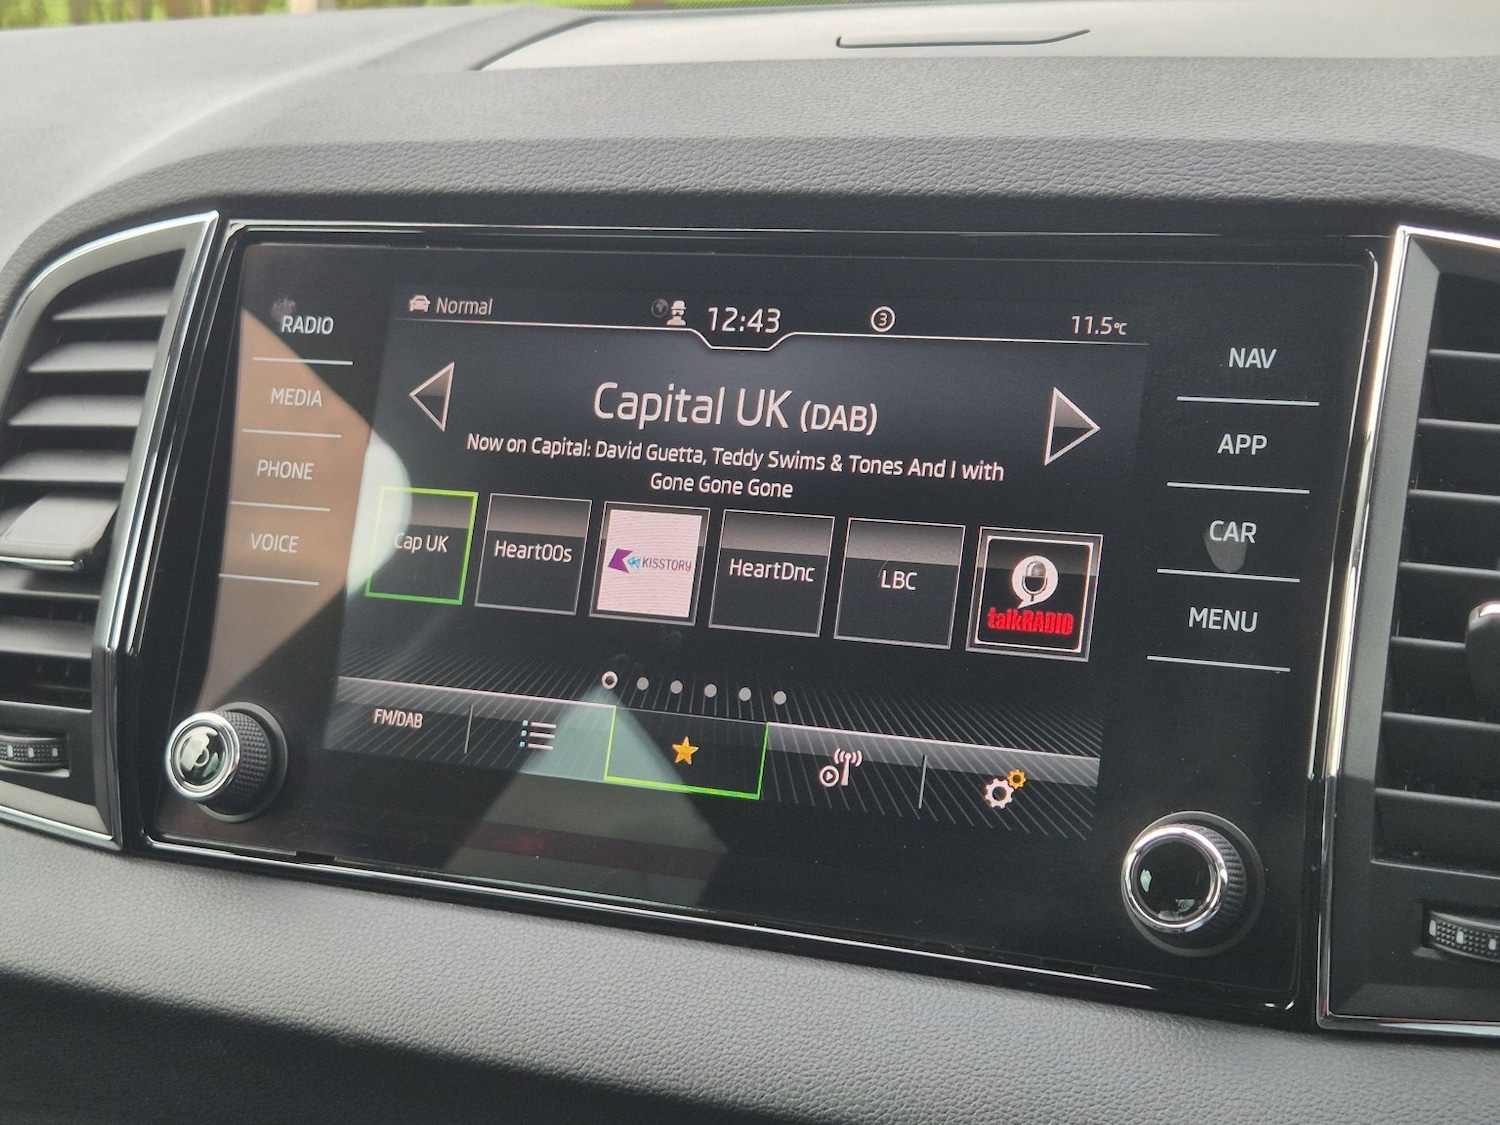 Normal
12:43
3
11.5°C
RADIO
MEDIA
PHONE
VOICE
Capital UK (DAB)
Now on Capital: David Guetta, Teddy Swims & Tones And I with
Gone Gone Gone
Cap UK
Heart00s
KISSTORY
HeartDnc
LBC
talkRADIO
FM/DAB
NAV
APP
CAR
MENU